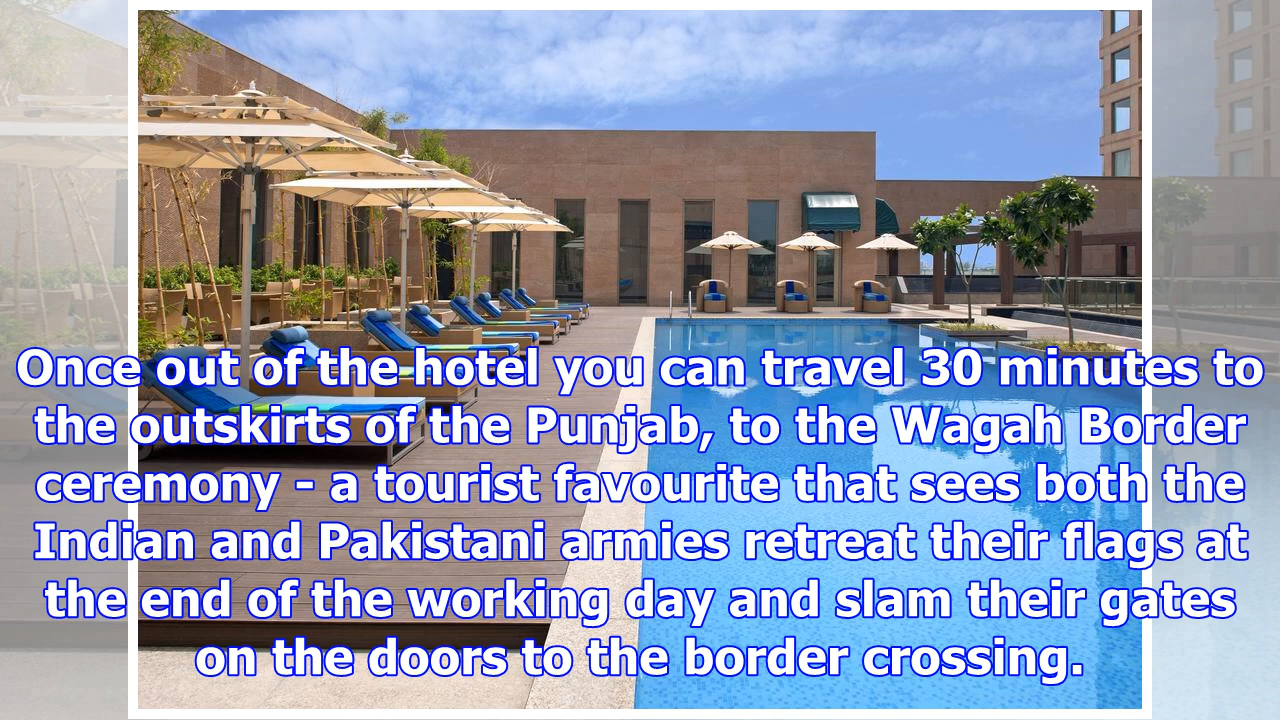 Once out of the hotel you can travel 30 minutes to
the outskirts of the Punjab, to the Wagah Border
ceremony - a tourist favourite that sees both the
Indian and Pakistani armies retreat their flags at
the end of the working day and slam their gates
on the doors to the border crossing.